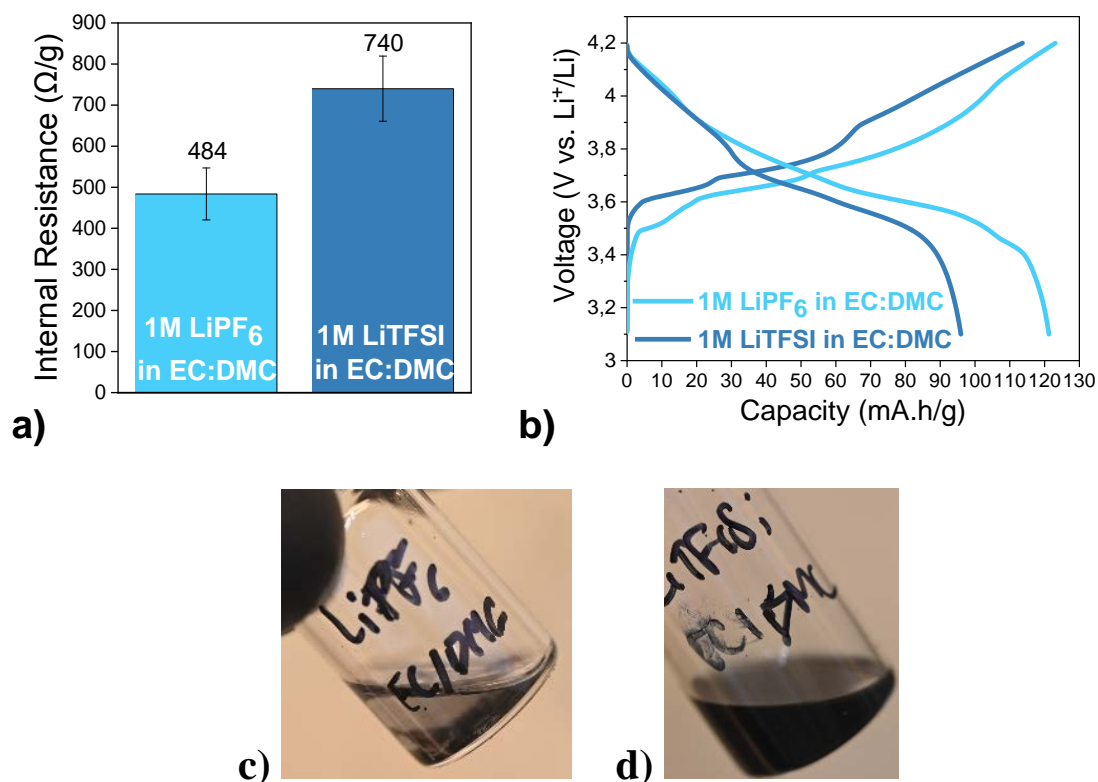 900
800
700
600
500
400
300
200
100
0
Internal Resistance (Ω/g)
484
740
1M LiPF6
in EC:DMC
1M LiTFSI
in EC:DMC
a)
4,2
4
3,8
3,6
3,4
3,2
3
Voltage (V vs. Li⁺/Li)
1M LiPF6 in EC:DMC
1M LiTFSI in EC:DMC
0 10 20 30 40 50 60 70 80 90 100 110 120 130
Capacity (mA.h/g)
b)
LiPF6
EC/DMC
c)
EC/DMC
d)